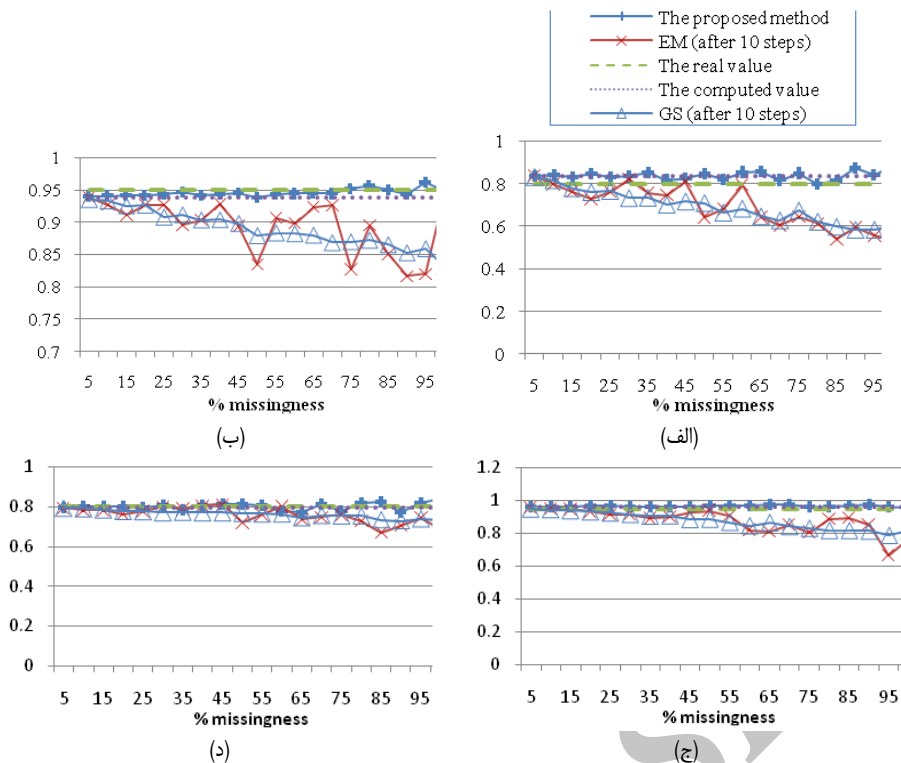 The proposed method
EM (after 10 steps)
The real value
The computed value
GS (after 10 steps)
1
0.8
0.6
0.4
0.2
0
5 15 25 35 45 55 65 75 85 95
% missingness
(الف)
1
0.95
0.9
0.85
0.8
0.75
0.7
5 15 25 35 45 55 65 75 85 95
% missingness
(ب)
1.2
1
0.8
0.6
0.4
0.2
0
5 15 25 35 45 55 65 75 85 95
% missingness
(ج)
1
0.8
0.6
0.4
0.2
0
5 15 25 35 45 55 65 75 85 95
% missingness
(د)